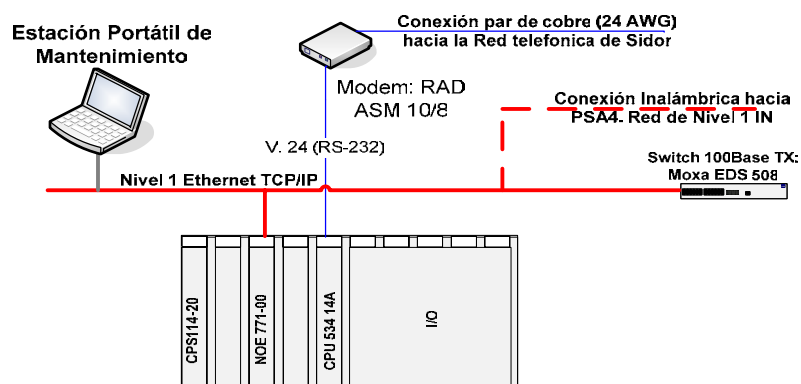 Estación Portátil de
Mantenimiento
Conexión par de cobre (24 AWG)
hacia la Red telefonica de Sidor
Modem: RAD
ASM 10/8
Conexión Inalámbrica hacia
PSA4. Red de Nivel 1 IN
V. 24 (RS-232)
Switch 100Base TX:
Moxa EDS 508
Nivel 1 Ethernet TCP/IP
CPS114-20
NOE 771-00
CPU 534 14A
I/O